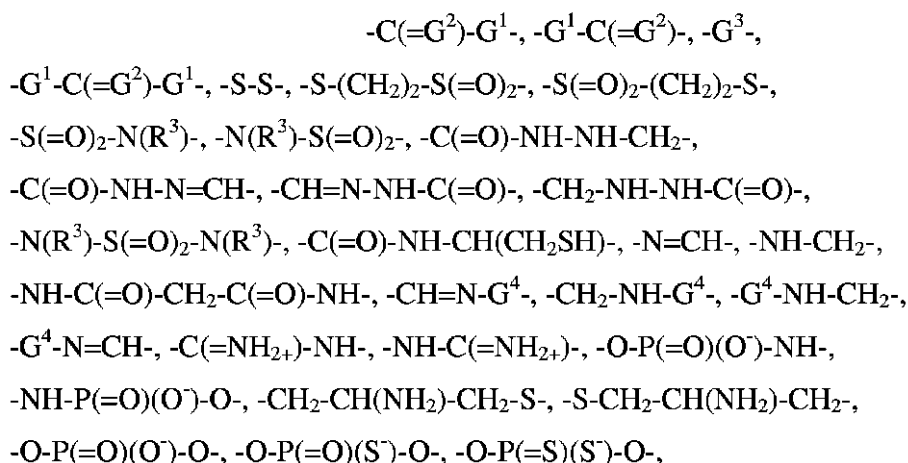 -C(=G²)-G¹-, -G¹-C(=G²)-, -G³-,
-G¹-C(=G²)-G¹-, -S-S-, -S-(CH₂)₂-S(=O)₂-, -S(=O)₂-(CH₂)₂-S-,
-S(=O)₂-N(R³)-, -N(R³)-S(=O)₂-, -C(=O)-NH-NH-CH₂-,
-C(=O)-NH-N=CH-, -CH=N-NH-C(=O)-, -CH₂-NH-NH-C(=O)-,
-N(R³)-S(=O)₂-N(R³)-, -C(=O)-NH-CH(CH₂SH)-, -N=CH-, -NH-CH₂-,
-NH-C(=O)-CH₂-C(=O)-NH-, -CH=N-G⁴-, -CH₂-NH-G⁴-, -G⁴-NH-CH₂-,
-G⁴-N=CH-, -C(=NH₂₊)-NH-, -NH-C(=NH₂₊)-, -O-P(=O)(O⁻)-NH-,
-NH-P(=O)(O⁻)-O-, -CH₂-CH(NH₂)-CH₂-S-, -S-CH₂-CH(NH₂)-CH₂-,
-O-P(=O)(O⁻)-O-, -O-P(=O)(S⁻)-O-, -O-P(=S)(S⁻)-O-,